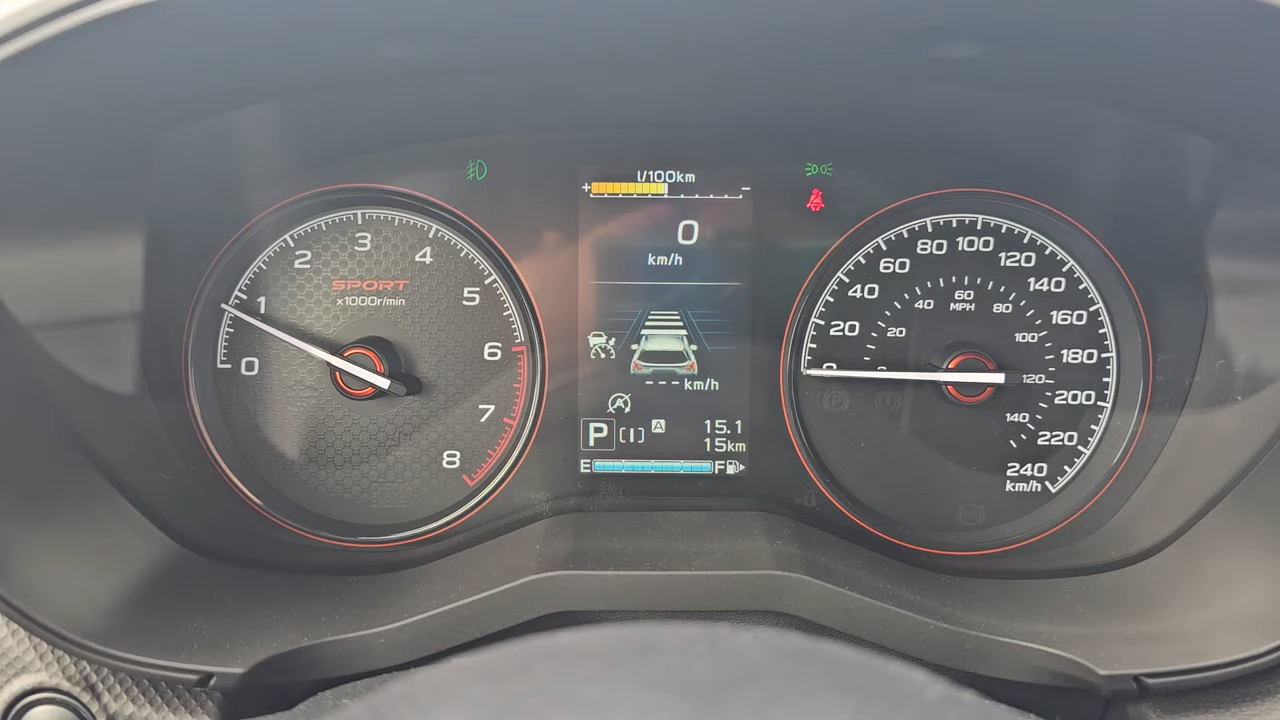 0
1
2
3
4
5
6
7
8
SPORT
x1000r/min
l/100km
+ −
0
km/h
--- km/h
A
P A 15.1
15km
E F
0
20
40
60
80
100
120
140
160
180
200
220
240
km/h
0
20
40
60
MPH
80
100
120
140